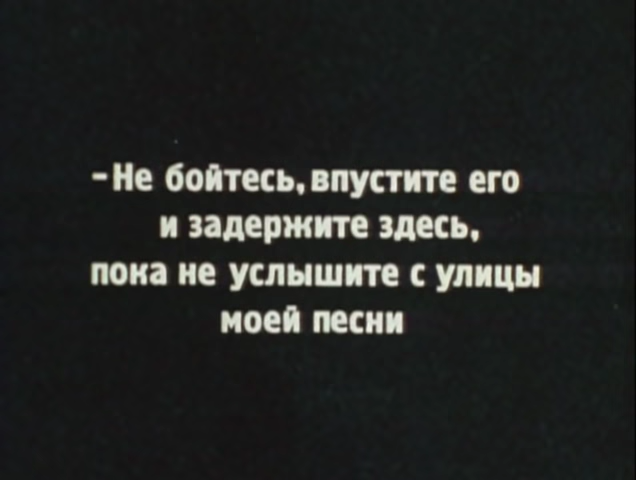 -Не бойтесь, впустите его
и задержите здесь,
пока не услышите с улицы
моей песни